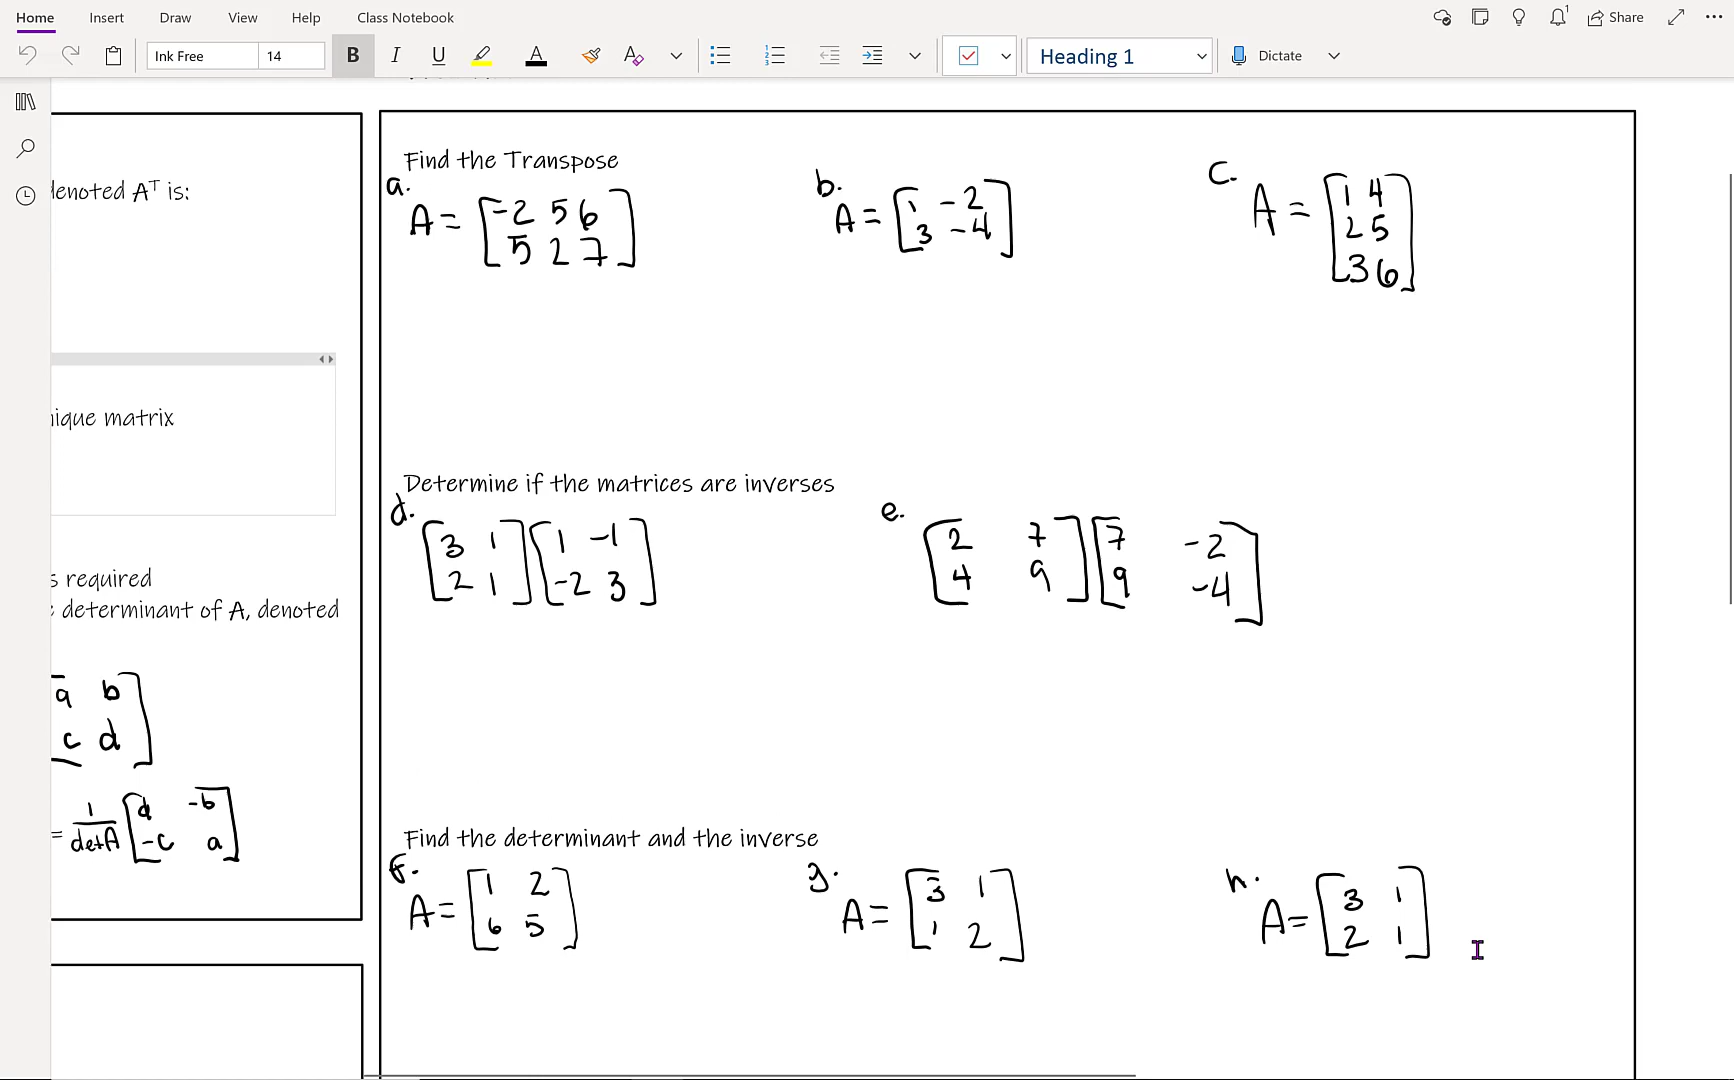 Home Insert Draw View Help Class Notebook Share
Ink Free 14 B I U A Heading 1 Dictate
denoted Aᵀ is:
nique matrix
s required
determinant of A, denoted
a b
c d
= 1/detA [d -b
-c a]
Find the Transpose
a. A = [-2 5 6
5 2 7]
b. A = [1 -2
3 -4]
c. A = [1 4
2 5
3 6]
Determine if the matrices are inverses
d. [3 1 [1 -1
2 1] -2 3]
e. [2 7 [7 -2
4 9] 9 -4]
Find the determinant and the inverse
f. A = [1 2
6 5]
g. A = [3 1
1 2]
h. A = [3 1
2 1]